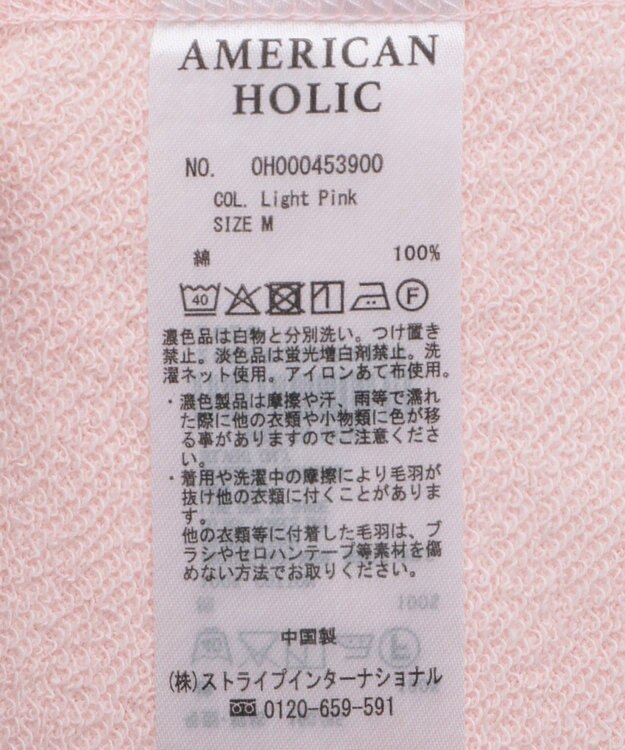 AMERICAN
HOLIC
NO. 0H000453900
COL. Light Pink
SIZE M
綿 100%
40 F
濃色品は白物と分別洗い。つけ置き
禁止。淡色品は蛍光増白剤禁止。洗
濯ネット使用。アイロンあて布使用。
・濃色製品は摩擦や汗、雨等で濡れ
た際に他の衣類や小物類に色が移
る事がありますのでご注意くださ
い。
・着用や洗濯中の摩擦により毛羽が
抜け他の衣類に付くことがありま
す。
他の衣類等に付着した毛羽は、ブ
ラシやセロハンテープ等素材を傷
めない方法でお取りください。
中国製
(株)ストライプインターナショナル
0120-659-591